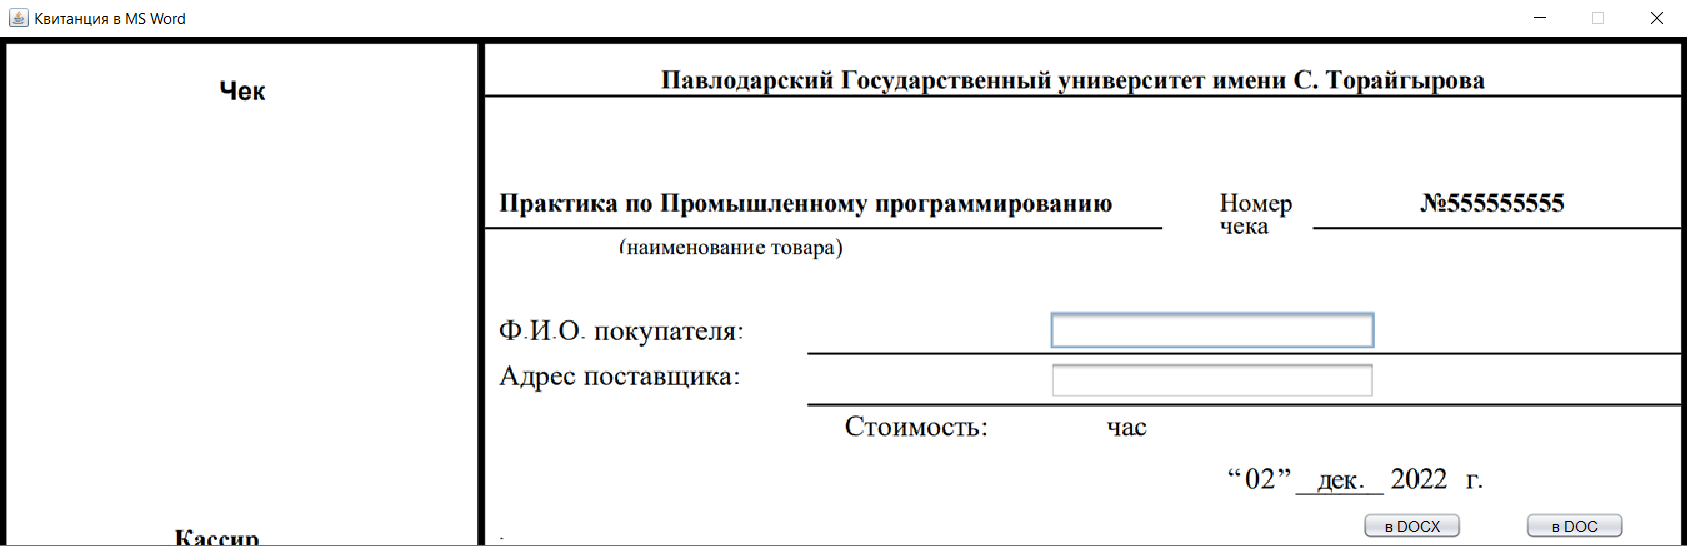 Квитанция в MS Word
Чек
Павлодарский Государственный университет имени С. Торайгырова
Практика по Промышленному программированию
Номер
чека
№555555555
(наименование товара)
Ф.И.О. покупателя:
Адрес поставщика:
Стоимость: час
“02” дек. 2022 г.
в DOCX
в DOC
Кассир